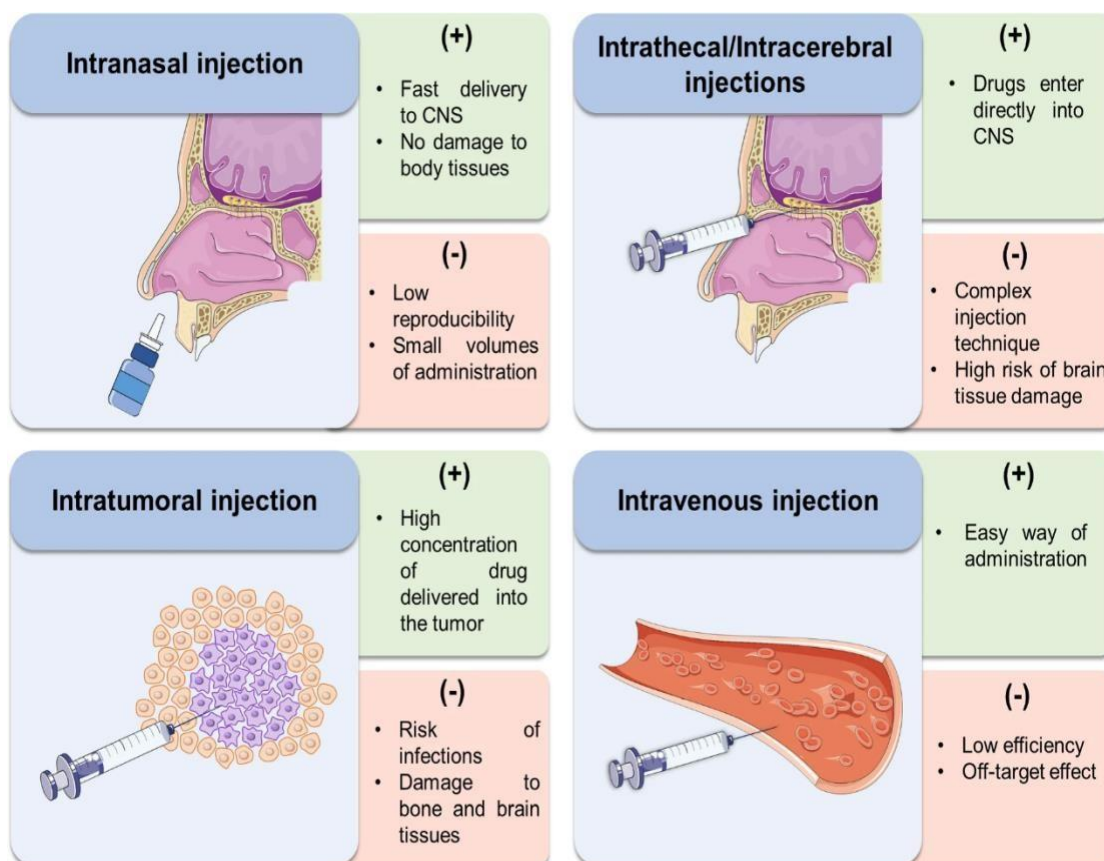 Intranasal injection
(+)
• Fast delivery
to CNS
• No damage to
body tissues
(-)
• Low
reproducibility
• Small volumes
of administration
Intrathecal/Intracerebral
injections
(+)
• Drugs enter
directly into
CNS
(-)
• Complex
injection
technique
• High risk of brain
tissue damage
Intratumoral injection
(+)
• High
concentration
of drug
delivered into
the tumor
(-)
• Risk of
infections
• Damage to
bone and brain
tissues
Intravenous injection
(+)
• Easy way of
administration
(-)
• Low efficiency
• Off-target effect